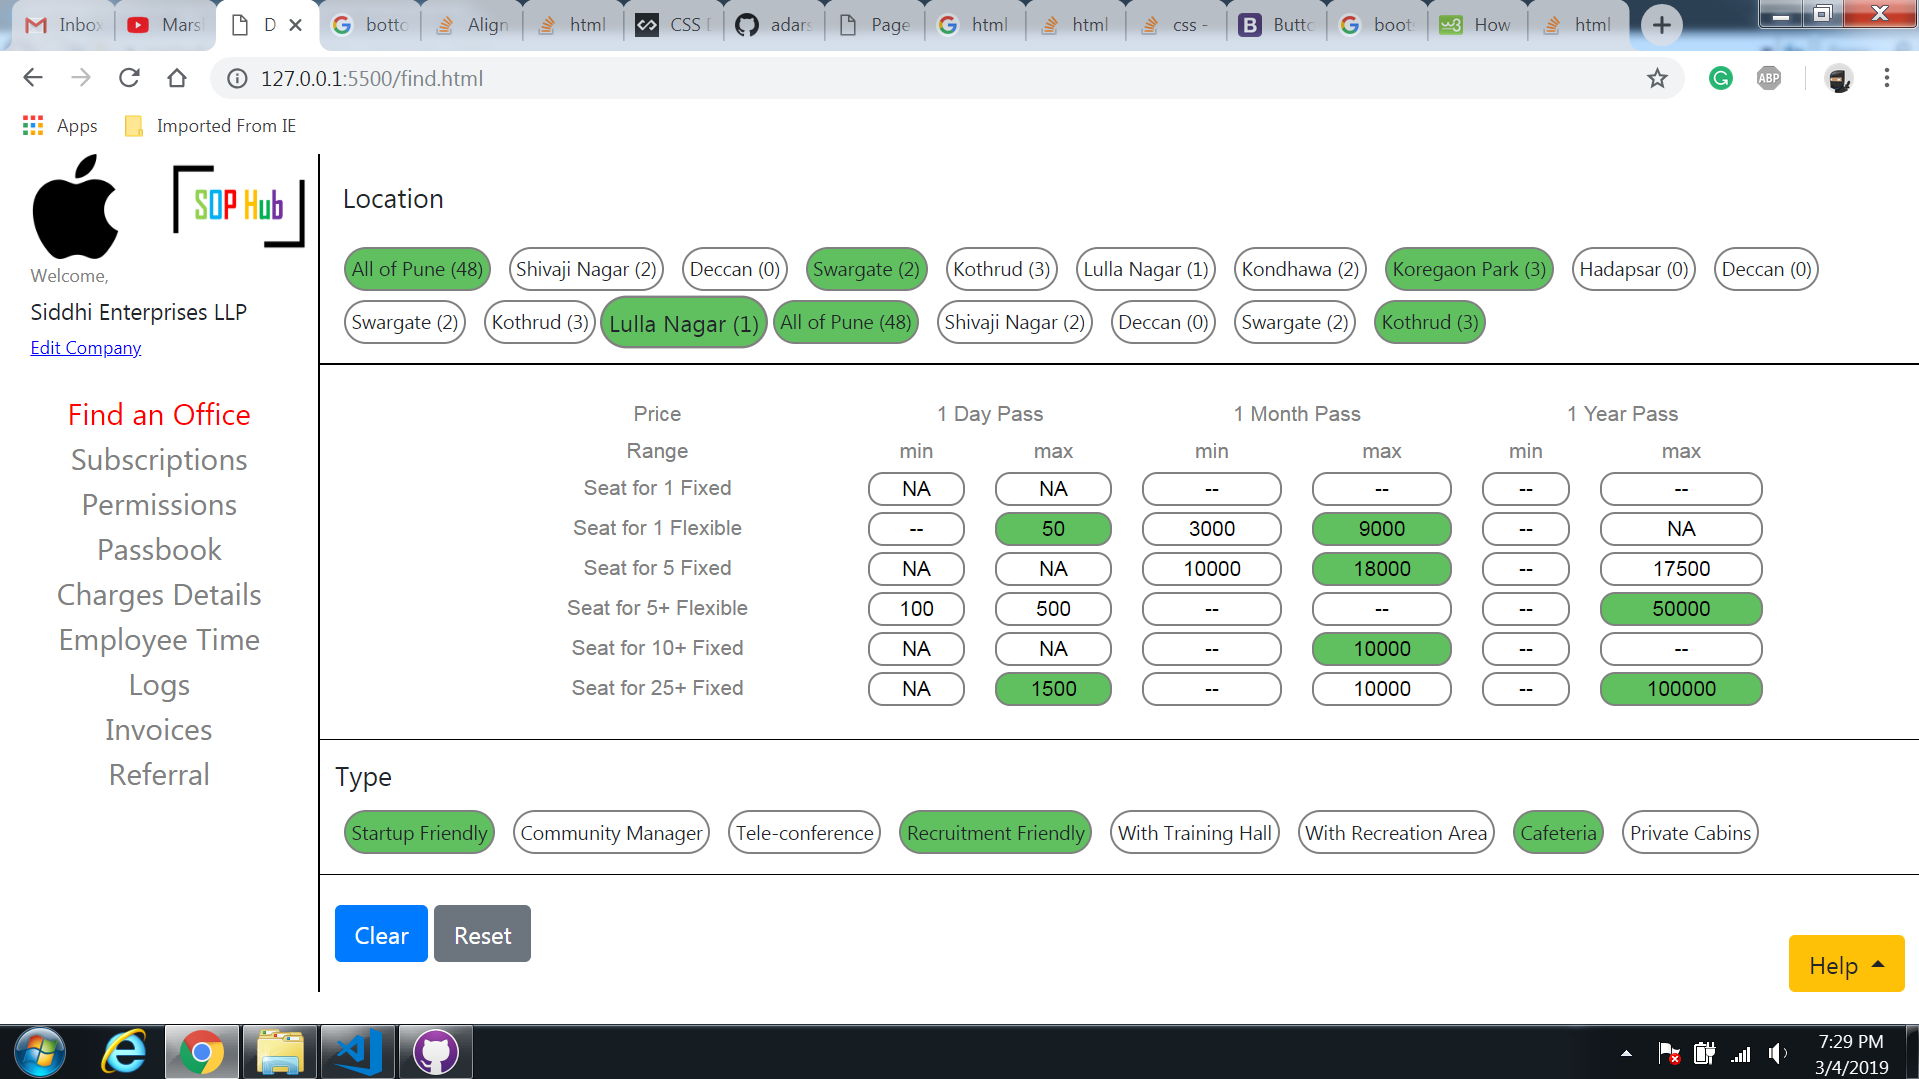 Inbo
Mars
D
botto
Align
html
CSS
adars
Page
html
html
css -
Butto
boots
How
html
127.0.0.1:5500/find.html
ABP
Apps
Imported From IE
SOP Hub
Welcome,
Siddhi Enterprises LLP
Edit Company
Find an Office
Subscriptions
Permissions
Passbook
Charges Details
Employee Time
Logs
Invoices
Referral
Location
All of Pune (48) Shivaji Nagar (2) Deccan (0) Swargate (2) Kothrud (3) Lulla Nagar (1) Kondhawa (2) Koregaon Park (3) Hadapsar (0) Deccan (0)
Swargate (2) Kothrud (3) Lulla Nagar (1) All of Pune (48) Shivaji Nagar (2) Deccan (0) Swargate (2) Kothrud (3)
Price 1 Day Pass 1 Month Pass 1 Year Pass
Range min max min max min max
Seat for 1 Fixed NA NA -- -- -- --
Seat for 1 Flexible -- 50 3000 9000 -- NA
Seat for 5 Fixed NA NA 10000 18000 -- 17500
Seat for 5+ Flexible 100 500 -- -- -- 50000
Seat for 10+ Fixed NA NA -- 10000 -- --
Seat for 25+ Fixed NA 1500 -- 10000 -- 100000
Type
Startup Friendly Community Manager Tele-conference Recruitment Friendly With Training Hall With Recreation Area Cafeteria Private Cabins
Clear Reset
Help
7:29 PM
3/4/2019